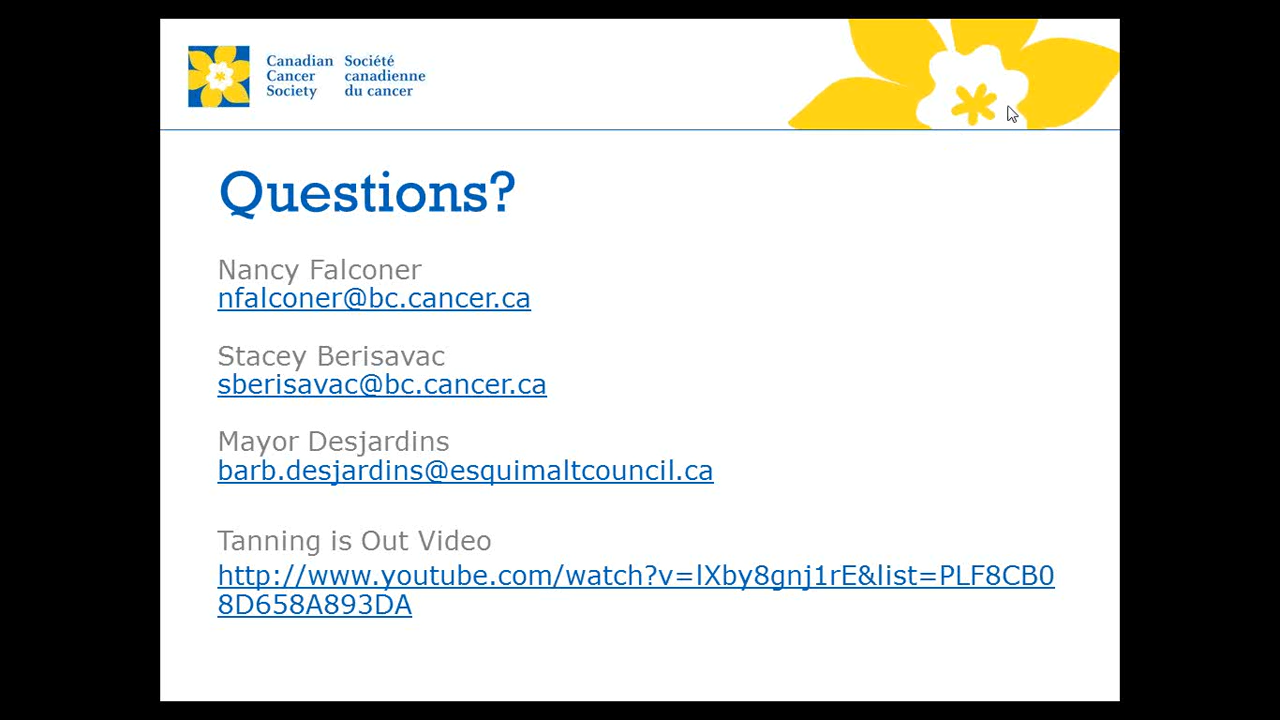 Canadian Cancer Society
Société canadienne du cancer
Questions?
Nancy Falconer
nfalconer@bc.cancer.ca
Stacey Berisavac
sberisavac@bc.cancer.ca
Mayor Desjardins
barb.desjardins@esquimaltcouncil.ca
Tanning is Out Video
http://www.youtube.com/watch?v=lXby8gnj1rE&list=PLF8CB0
8D658A893DA